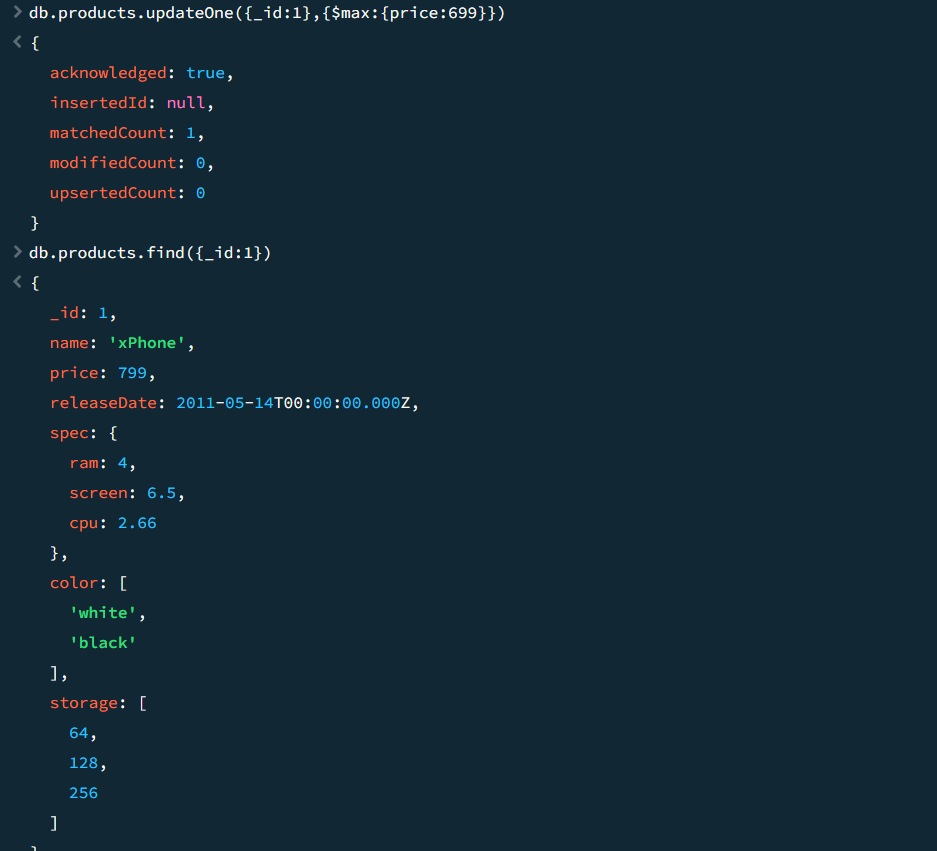 > db.products.updateOne({_id:1},{$max:{price:699}})
< {
acknowledged: true,
insertedId: null,
matchedCount: 1,
modifiedCount: 0,
upsertedCount: 0
}
> db.products.find({_id:1})
< {
_id: 1,
name: 'xPhone',
price: 799,
releaseDate: 2011-05-14T00:00:00.000Z,
spec: {
ram: 4,
screen: 6.5,
cpu: 2.66
},
color: [
'white',
'black'
],
storage: [
64,
128,
256
]